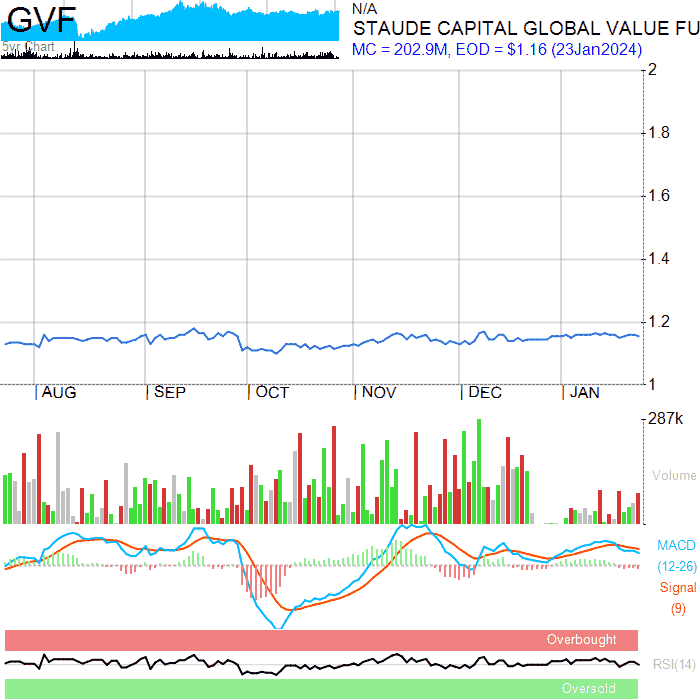 GVF
5yr Chart
N/A
STAUDE CAPITAL GLOBAL VALUE FU
MC = 202.9M, EOD = $1.16 (23Jan2024)
2
1.8
1.6
1.4
1.2
1
AUG SEP OCT NOV DEC JAN
287k
Volume
MACD
(12-26)
Signal
(9)
Overbought
RSI(14)
Oversold